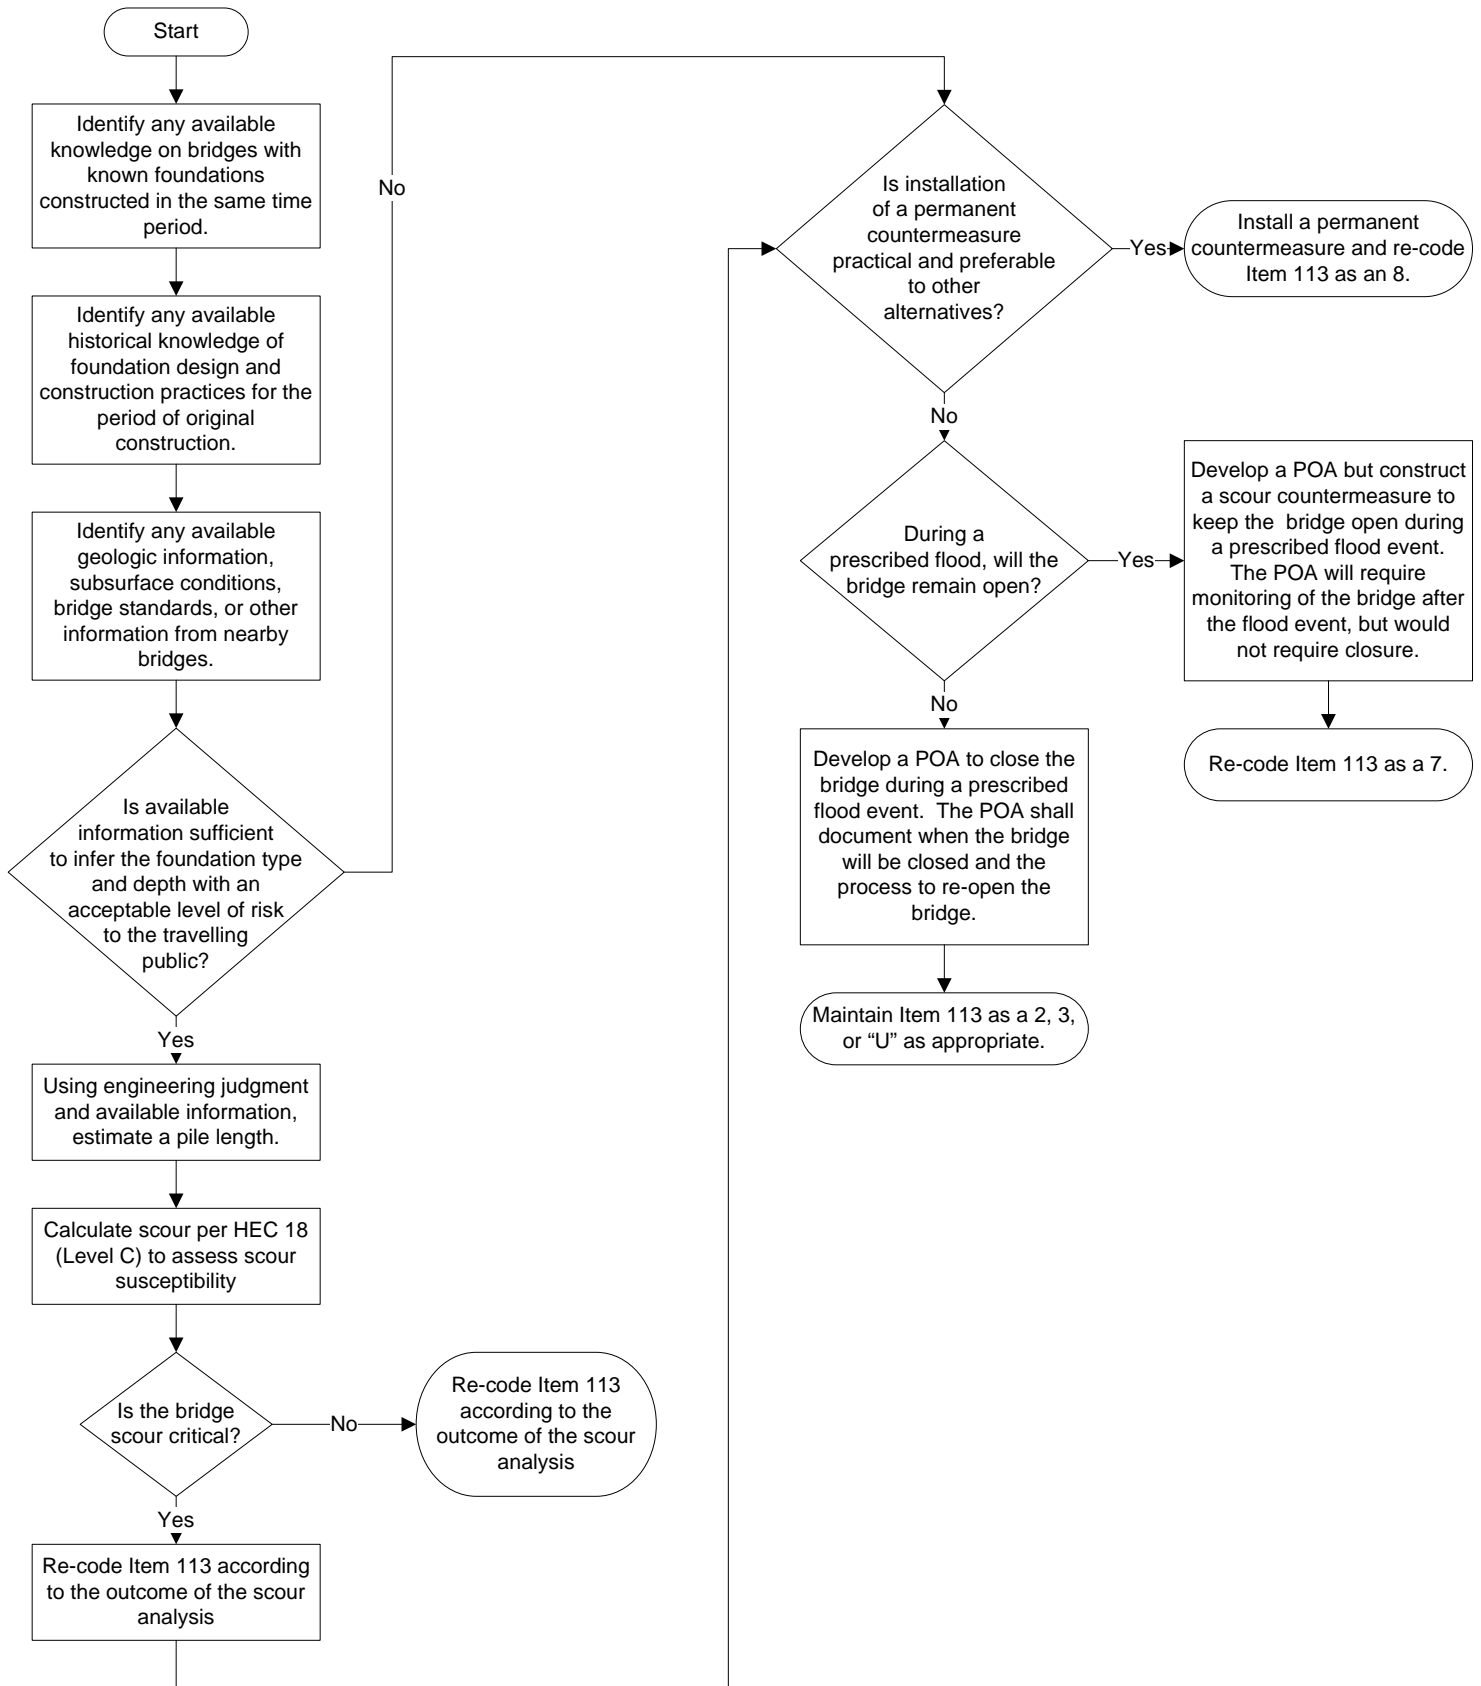 Start
Identify any available
knowledge on bridges with
known foundations
constructed in the same time
period.
Identify any available
historical knowledge of
foundation design and
construction practices for the
period of original
construction.
Identify any available
geologic information,
subsurface conditions,
bridge standards, or other
information from nearby
bridges.
Is available
information sufficient
to infer the foundation type
and depth with an
acceptable level of risk
to the travelling
public?
No
Yes
Using engineering judgment
and available information,
estimate a pile length.
Calculate scour per HEC 18
(Level C) to assess scour
susceptibility
Is the bridge
scour critical?
No
Re-code Item 113
according to the
outcome of the scour
analysis
Yes
Re-code Item 113 according
to the outcome of the scour
analysis
Is installation
of a permanent
countermeasure
practical and preferable
to other
alternatives?
Yes
Install a permanent
countermeasure and re-code
Item 113 as an 8.
No
During a
prescribed flood, will the
bridge remain open?
Yes
Develop a POA but construct
a scour countermeasure to
keep the  bridge open during
a prescribed flood event.
The POA will require
monitoring of the bridge after
the flood event, but would
not require closure.
Re-code Item 113 as a 7.
No
Develop a POA to close the
bridge during a prescribed
flood event.  The POA shall
document when the bridge
will be closed and the
process to re-open the
bridge.
Maintain Item 113 as a 2, 3,
or “U” as appropriate.